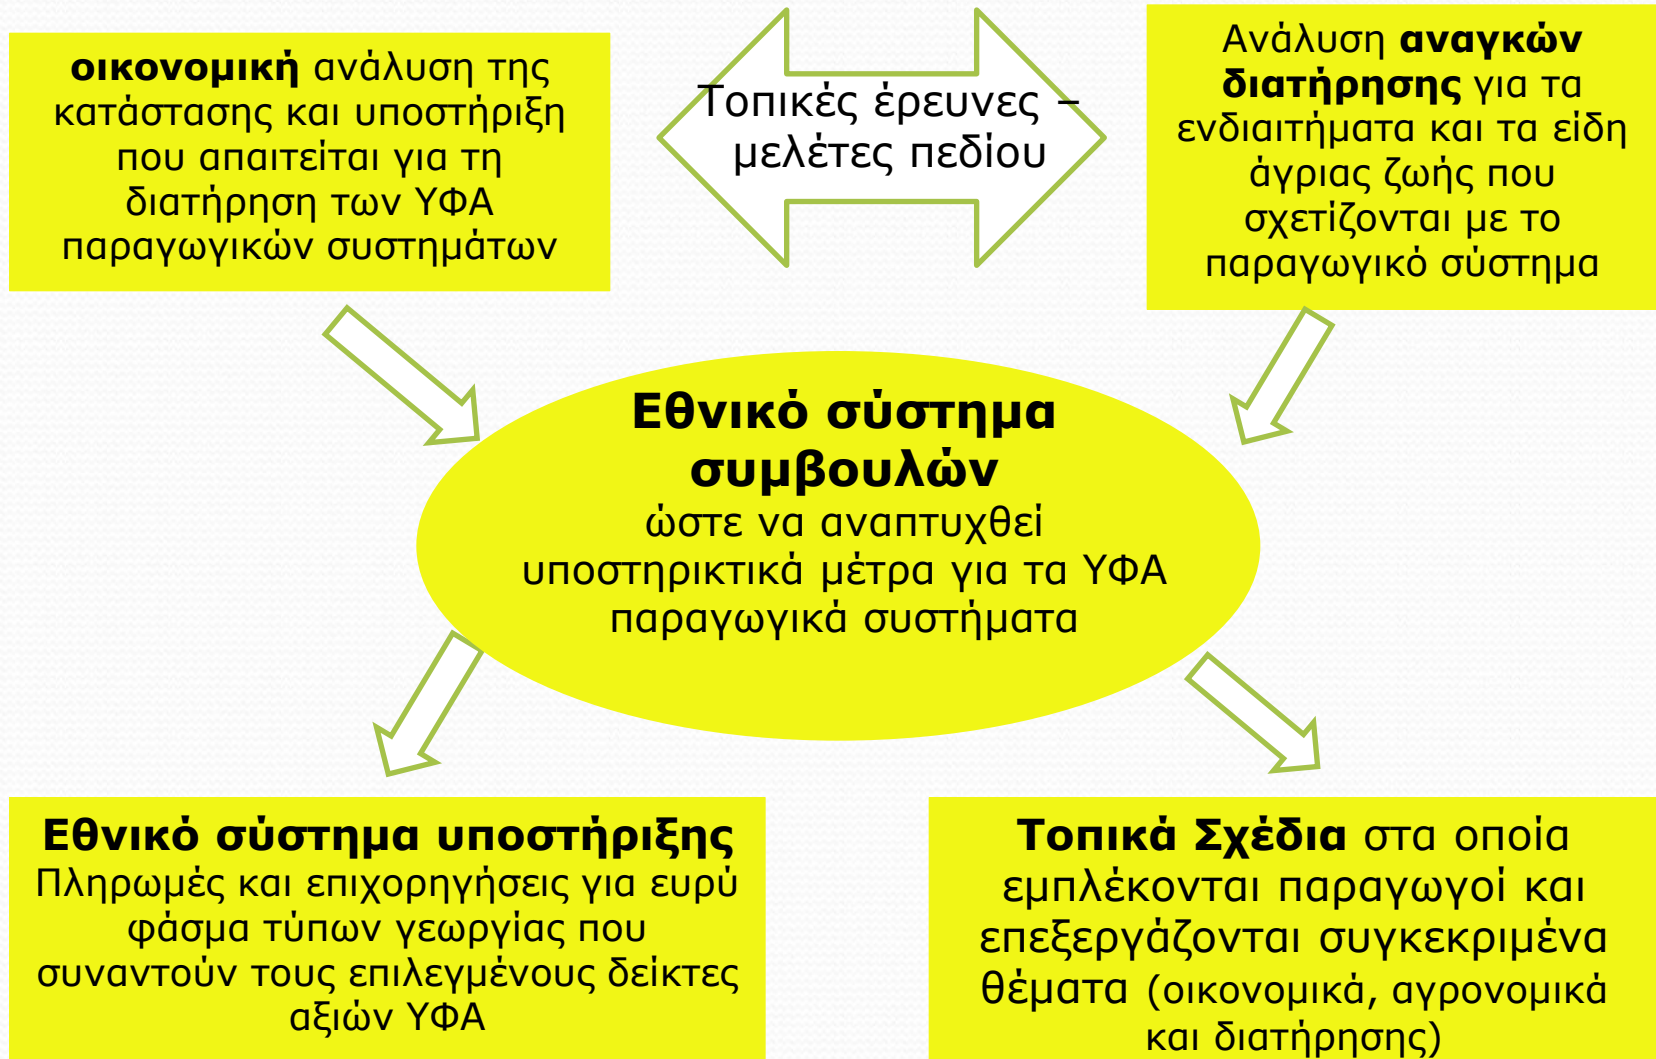 οικονομική ανάλυση της
κατάστασης και υποστήριξη
που απαιτείται για τη
διατήρηση των ΥΦΑ
παραγωγικών συστημάτων
Τοπικές έρευνες –
μελέτες πεδίου
Ανάλυση αναγκών
διατήρησης για τα
ενδιαιτήματα και τα είδη
άγριας ζωής που
σχετίζονται με το
παραγωγικό σύστημα
Εθνικό σύστημα
συμβουλών
ώστε να αναπτυχθεί
υποστηρικτικά μέτρα για τα ΥΦΑ
παραγωγικά συστήματα
Εθνικό σύστημα υποστήριξης
Πληρωμές και επιχορηγήσεις για ευρύ
φάσμα τύπων γεωργίας που
συναντούν τους επιλεγμένους δείκτες
αξιών ΥΦΑ
Τοπικά Σχέδια στα οποία
εμπλέκονται παραγωγοί και
επεξεργάζονται συγκεκριμένα
θέματα (οικονομικά, αγρονομικά
και διατήρησης)